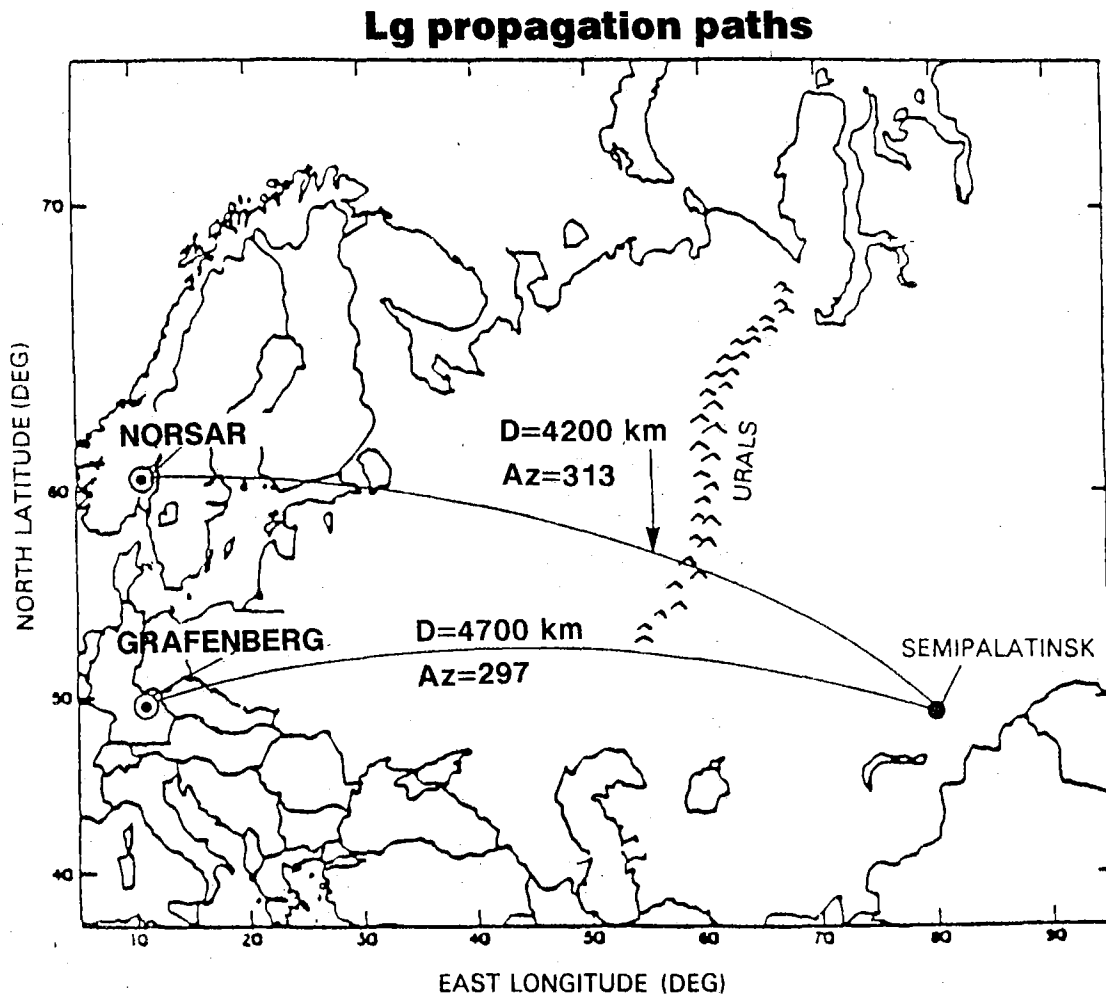 Lg propagation paths
70
60
50
40
NORTH LATITUDE (DEG)
NORSAR
D=4200 km
Az=313
URALS
GRAFENBERG
D=4700 km
Az=297
SEMIPALATINSK
10 20 30 40 50 60 70 80 90
EAST LONGITUDE (DEG)